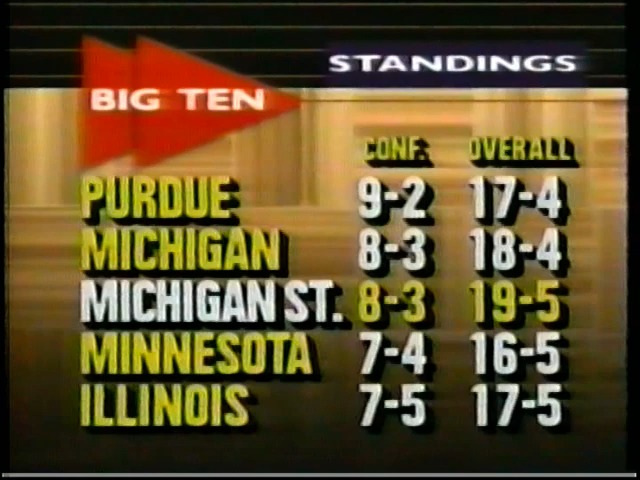 STANDINGS
BIG TEN
CONF. OVERALL
PURDUE 9-2 17-4
MICHIGAN 8-3 18-4
MICHIGAN ST. 8-3 19-5
MINNESOTA 7-4 16-5
ILLINOIS 7-5 17-5